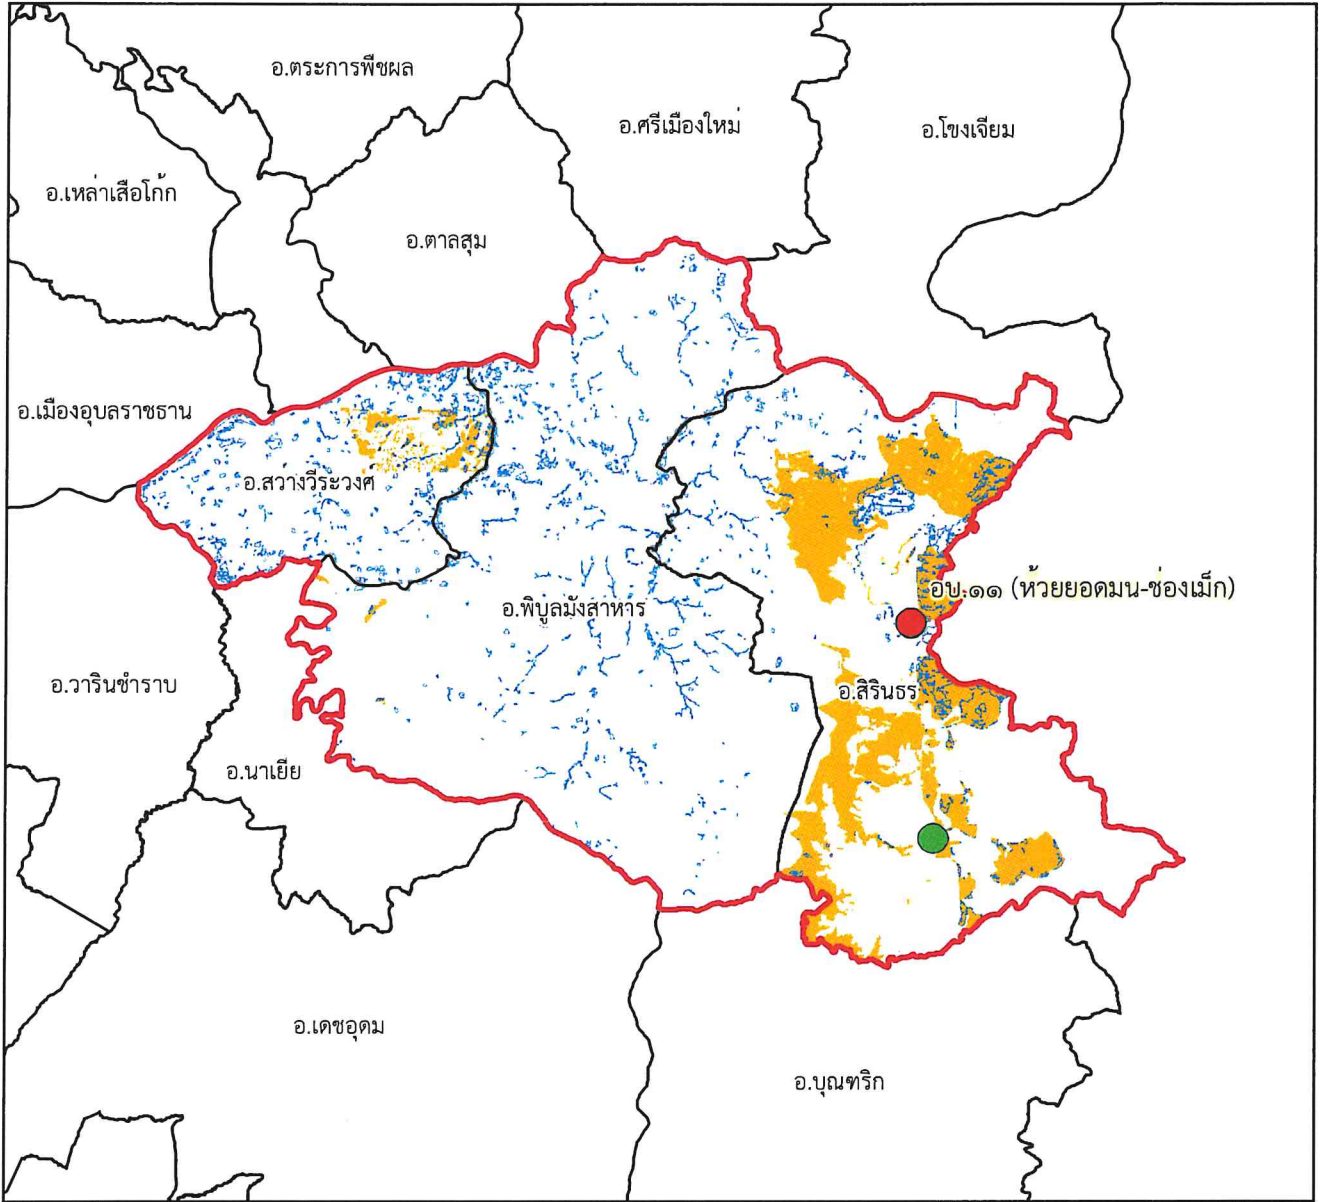 อ.ตระการพืชผล
อ.ศรีเมืองใหม่
อ.โขงเจียม
อ.เหล่าเสือโก้ก
อ.ตาลสุม
อ.เมืองอุบลราชธาน
อ.สว่างวีระวงศ์
อบ.๑๑ (ห้วยยอดมน-ช่องเม็ก)
อ.พิบูลมังสาหาร
อ.วารินชำราบ
อ.สิรินธร
อ.นาเยีย
อ.เดชอุดม
อ.บุณฑริก